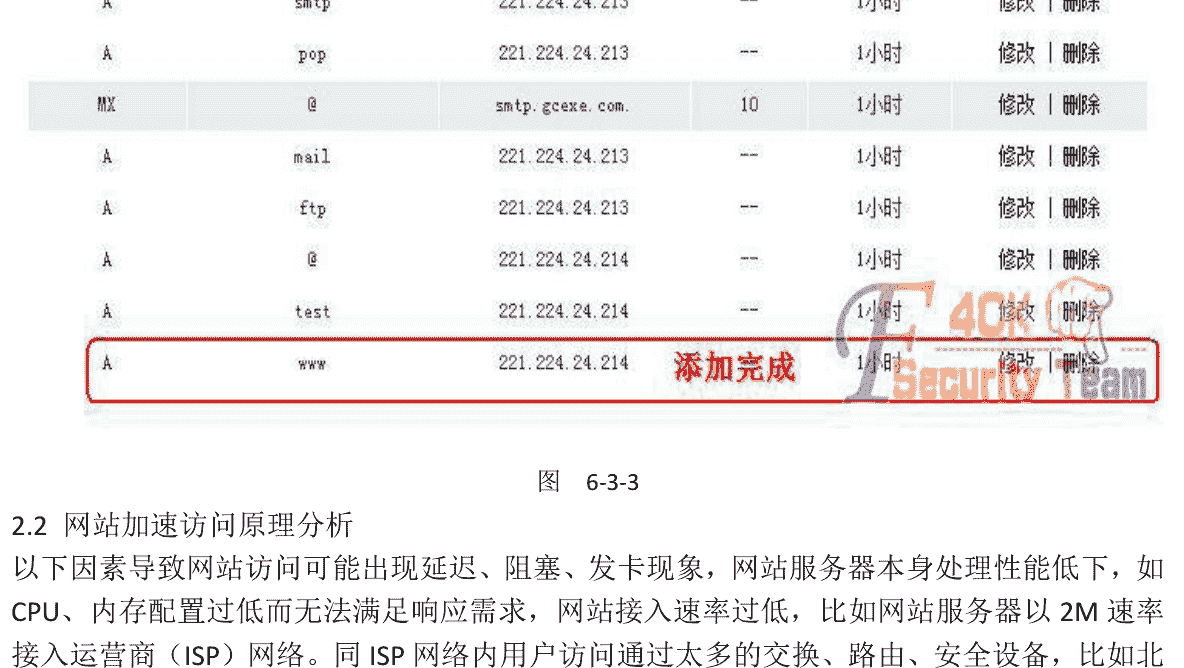 A smtp 221.224.24.213 -- 1小时 修改 | 删除
A pop 221.224.24.213 -- 1小时 修改 | 删除
MX @ smtp.gcexe.com. 10 1小时 修改 | 删除
A mail 221.224.24.213 -- 1小时 修改 | 删除
A ftp 221.224.24.213 -- 1小时 修改 | 删除
A @ 221.224.24.214 -- 1小时 修改 | 删除
A test 221.224.24.214 -- 1小时 修改 | 删除
A www 221.224.24.214 添加完成 1小时 修改 | 删除
F4CK
Security Team
图 6-3-3
2.2 网站加速访问原理分析
以下因素导致网站访问可能出现延迟、阻塞、发卡现象，网站服务器本身处理性能低下，如
CPU、内存配置过低而无法满足响应需求，网站接入速率过低，比如网站服务器以 2M 速率
接入运营商（ISP）网络。同 ISP 网络内用户访问通过太多的交换、路由、安全设备，比如北